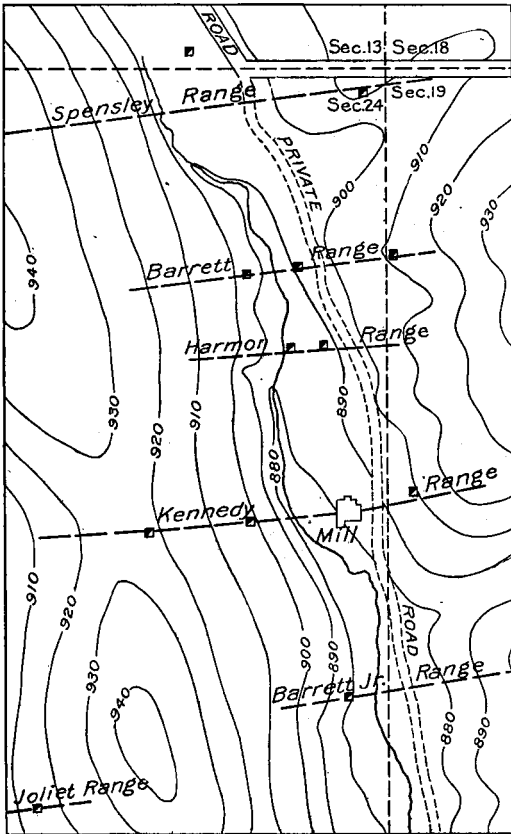 ROAD
Sec.13 Sec.18
Spensley Range
Sec.24 Sec.19
PRIVATE
910
900
920
930
940
Barrett Range
Harmon Range
930
890
920
910
880
Kennedy Range
Mill
910
920
ROAD
900
930
890
Barrett Jr. Range
940
880
890
Joliet Range